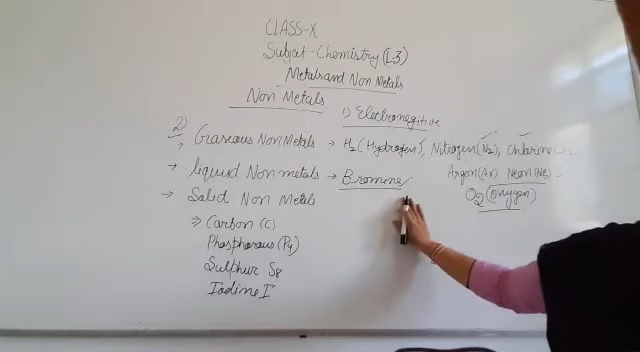 CLASS-X
Subject-Chemistry (L3)
Metals and Non Metals
Non Metals
1) Electronegitive
2)
→ Graseous Non Metals → H2 (Hydrogen), Nitrogen (N2), Chlorine
Argon (Ar) Neon (Ne)
O2 (oxygen)
→ liquid Non metals → Bromine
→ Solid Non Metals
⇒ Carbon (C)
Phosphorous (P4)
Sulphur S8
Iodine I